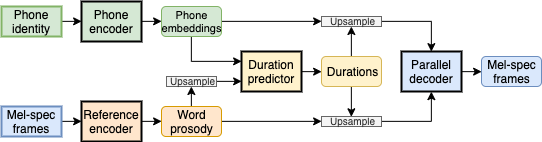 Phone
identity
Phone
encoder
Phone
embeddings
Upsample
Upsample
Duration
predictor
Durations
Parallel
decoder
Mel-spec
frames
Mel-spec
frames
Reference
encoder
Word
prosody
Upsample